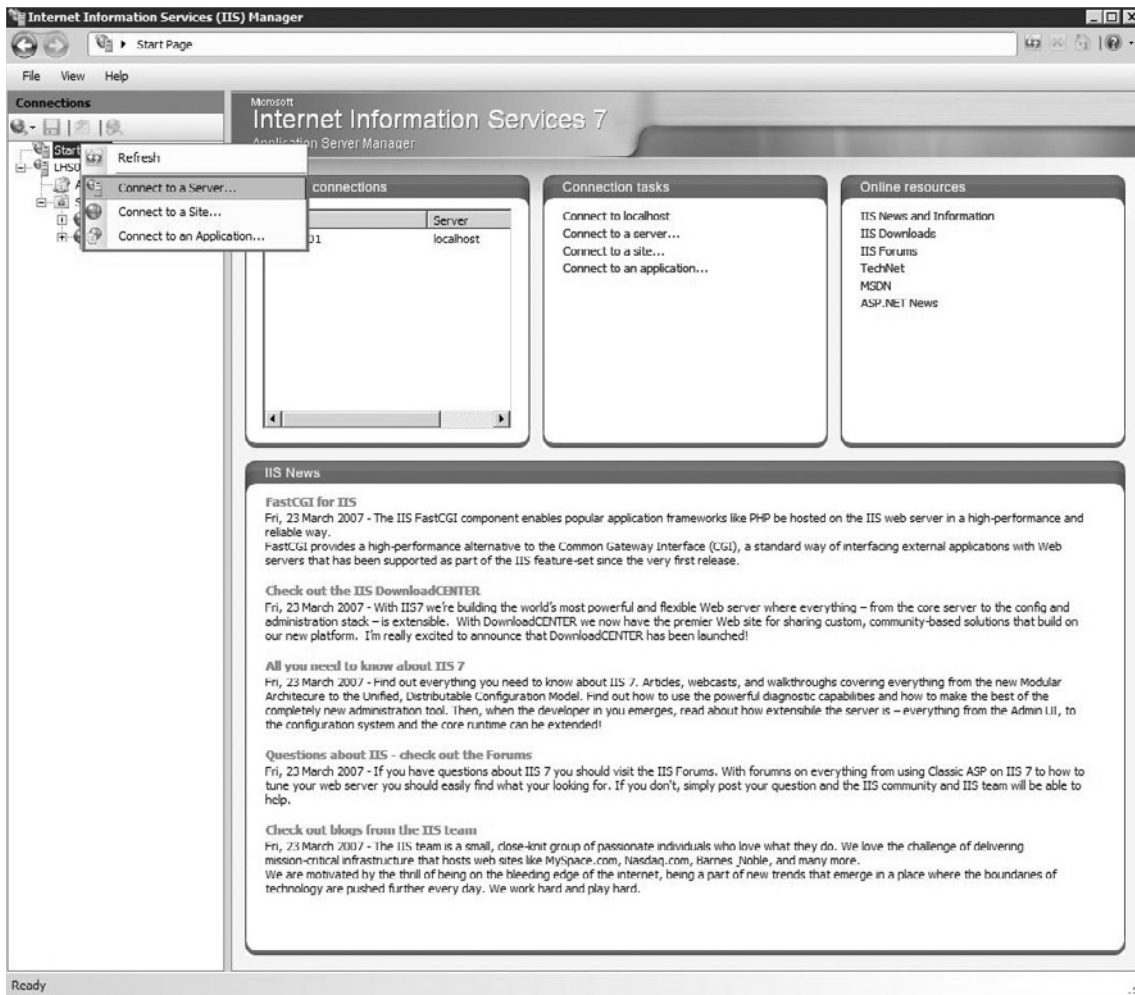 Internet Information Services (IIS) Manager
Start Page
File View Help
Connections
Start
LHS0
Refresh
Connect to a Server...
Connect to a Site...
Connect to an Application...
Microsoft
Internet Information Services 7
Application Server Manager
connections
Server
01 localhost
Connection tasks
Connect to localhost
Connect to a server...
Connect to a site...
Connect to an application...
Online resources
IIS News and Information
IIS Downloads
IIS Forums
TechNet
MSDN
ASP.NET News
IIS News
FastCGI for IIS
Fri, 23 March 2007 - The IIS FastCGI component enables popular application frameworks like PHP be hosted on the IIS web server in a high-performance and
reliable way.
FastCGI provides a high-performance alternative to the Common Gateway Interface (CGI), a standard way of interfacing external applications with Web
servers that has been supported as part of the IIS feature-set since the very first release.
Check out the IIS DownloadCENTER
Fri, 23 March 2007 - With IIS7 we're building the world's most powerful and flexible Web server where everything – from the core server to the config and
administration stack – is extensible. With DownloadCENTER we now have the premier Web site for sharing custom, community-based solutions that build on
our new platform. I'm really excited to announce that DownloadCENTER has been launched!
All you need to know about IIS 7
Fri, 23 March 2007 - Find out everything you need to know about IIS 7. Articles, webcasts, and walkthroughs covering everything from the new Modular
Architecure to the Unified, Distributable Configuration Model. Find out how to use the powerful diagnostic capabilities and how to make the best of the
completely new administration tool. Then, when the developer in you emerges, read about how extensible the server is – everything from the Admin UI, to
the configuration system and the core runtime can be extended!
Questions about IIS - check out the Forums
Fri, 23 March 2007 - If you have questions about IIS 7 you should visit the IIS Forums. With forumns on everything from using Classic ASP on IIS 7 to how to
tune your web server you should easily find what your looking for. If you don't, simply post your question and the IIS community and IIS team will be able to
help.
Check out blogs from the IIS team
Fri, 23 March 2007 - The IIS team is a small, close-knit group of passionate individuals who love what they do. We love the challenge of delivering
mission-critical infrastructure that hosts web sites like MySpace.com, Nasdaq.com, Barnes_Noble, and many more.
We are motivated by the thrill of being on the bleeding edge of the internet, being a part of new trends that emerge in a place where the boundaries of
technology are pushed further every day. We work hard and play hard.
Ready